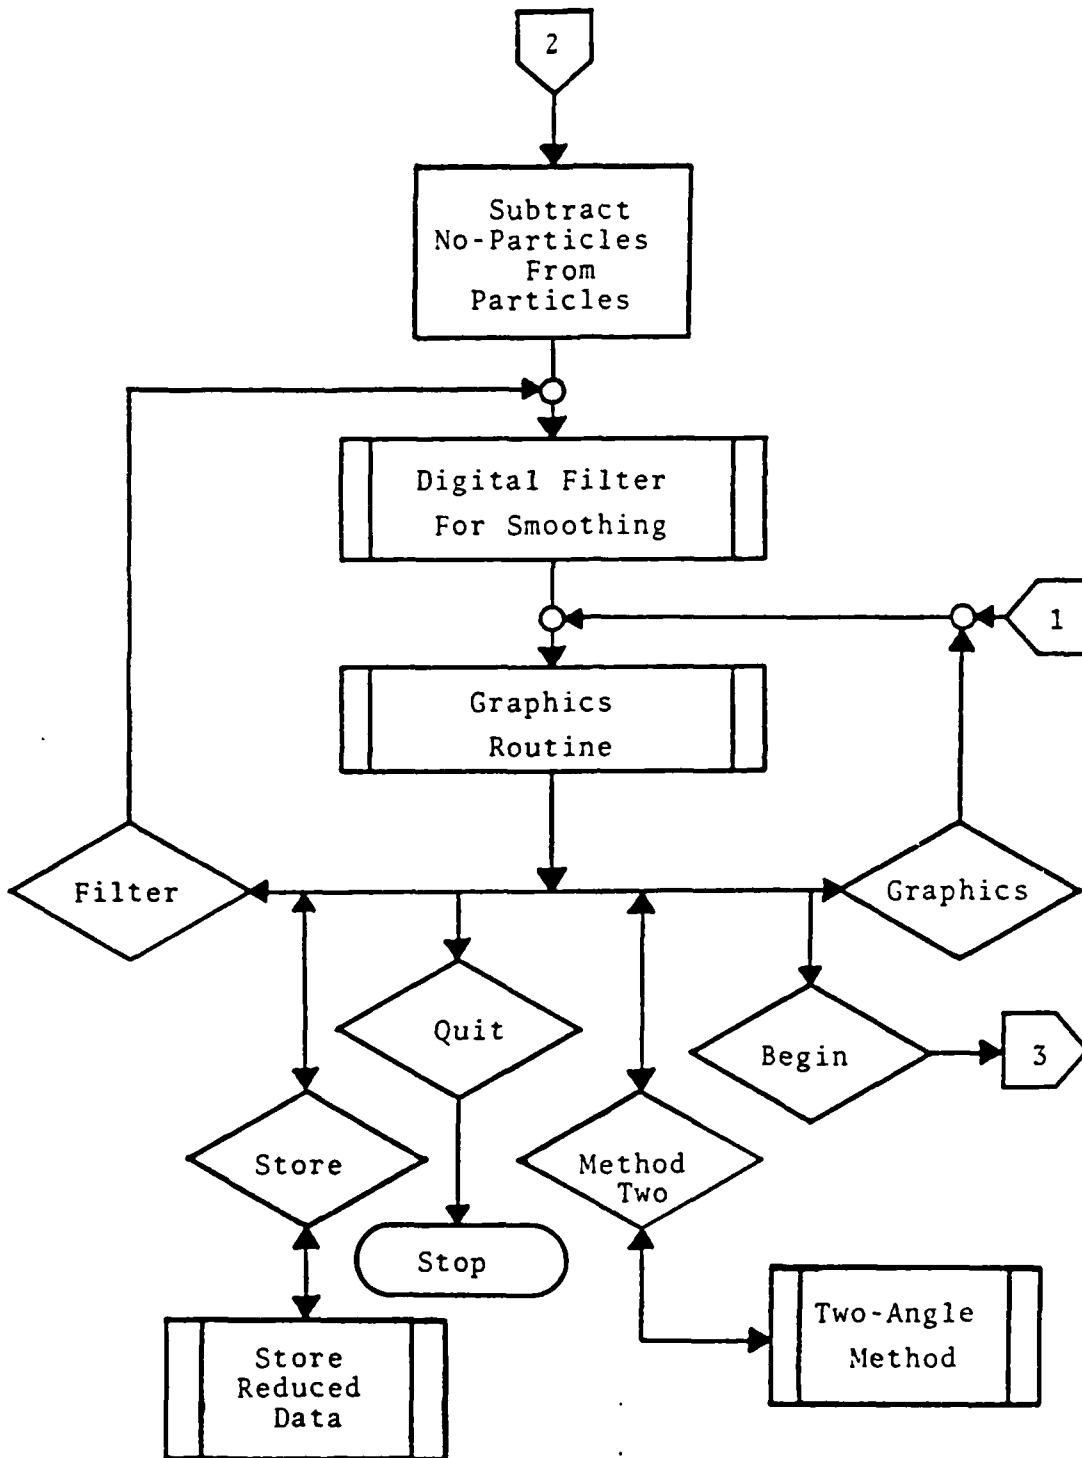 2
Subtract
No-Particles
From
Particles
Digital Filter
For Smoothing
1
Graphics
Routine
Filter
Graphics
Quit
Begin
3
Store
Method
Two
Stop
Two-Angle
Method
Store
Reduced
Data